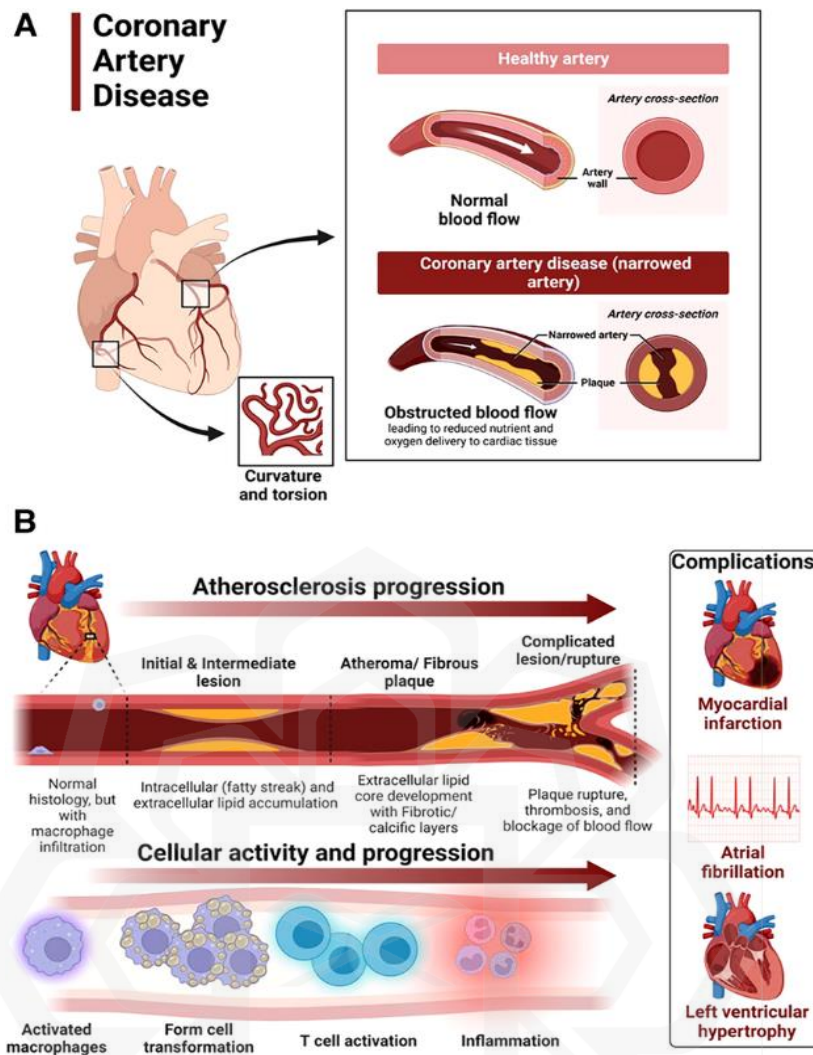 A
Coronary
Artery
Disease
Healthy artery
Artery cross-section
Artery
wall
Normal
blood flow
Coronary artery disease (narrowed
artery)
Artery cross-section
Narrowed artery
Plaque
Obstructed blood flow
leading to reduced nutrient and
oxygen delivery to cardiac tissue
Curvature
and torsion
B
Atherosclerosis progression
Initial & Intermediate
lesion
Atheroma/ Fibrous
plaque
Complicated
lesion/rupture
Normal
histology, but
with
macrophage
infiltration
Intracellular (fatty streak) and
extracellular lipid accumulation
Extracellular lipid
core development
with Fibrotic/
calcific layers
Plaque rupture,
thrombosis, and
blockage of blood flow
Cellular activity and progression
Activated
macrophages
Form cell
transformation
T cell activation
Inflammation
Complications
Myocardial
infarction
Atrial
fibrillation
Left ventricular
hypertrophy